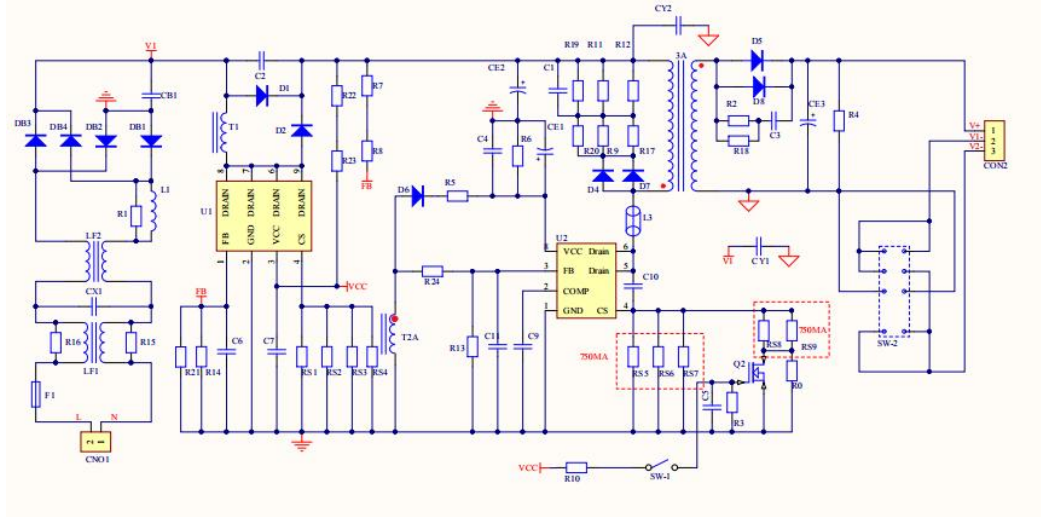 CY2
V1
R19 R11 R12
3A
D5
C2
CE2
C1
D1
R22
R7
CB1
D8
DB3 DB4 DB2 DB1
T1
D2
C4
R6
CE1
R2
C3
CE3
R4
V+
V1-
V2-
1
2
3
CON2
R23
R8
FB
R20 R9 R17
R18
L1
R1
8 7 6 9
DRAIN DRAIN DRAIN DRAIN
U1
FB GND VCC CS
1 2 3 4
D6
R5
D4
D7
L3
LF2
U2
8 VCC Drain 6
3 FB Drain 5
2 COMP
1 GND CS 4
C10
V1
CY1
R24
VCC
FB
CX1
R16
R15
LF1
T2A
R13
C11
C9
SW-2
750MA
750MA
RS8
RS9
R21 R14
C6
C7
RS1 RS2 RS3 RS4
RS5 RS6 RS7
Q2
R0
C5
R3
F1
L N
2 1
CNO1
VCC
R10
SW-1